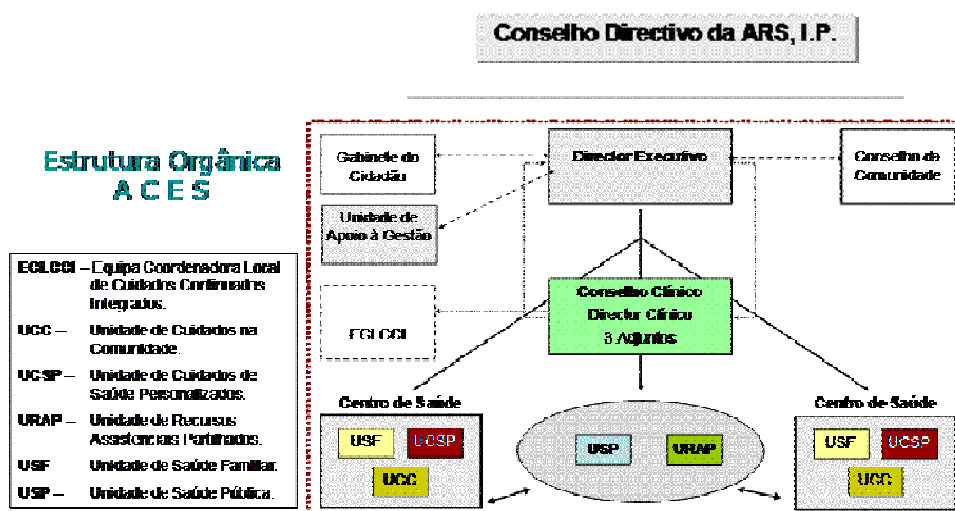 Conselho Directivo da ARS, I.P.
Estrutura Orgânica
A C E S
Gabinete do
Cidadão
Director Executivo
Conselho da
Comunidade
Unidade de
Apoio à Gestão
ECLCCI – Equipa Coordenadora Local
de Cuidados Continuados
Integrados.
UCC – Unidade de Cuidados na
Comunidade.
UCSP – Unidade de Cuidados de
Saúde Personalizados.
URAP – Unidade de Recursos
Assistenciais Partilhados.
USF Unidade de Saúde Familiar.
USP – Unidade de Saúde Pública.
ECLCCI
Conselho Clínico
Director Clínico
3 Adjuntos
Centro de Saúde
USF UCSP
UCC
USP URAP
Centro de Saúde
USF UCSP
UCC